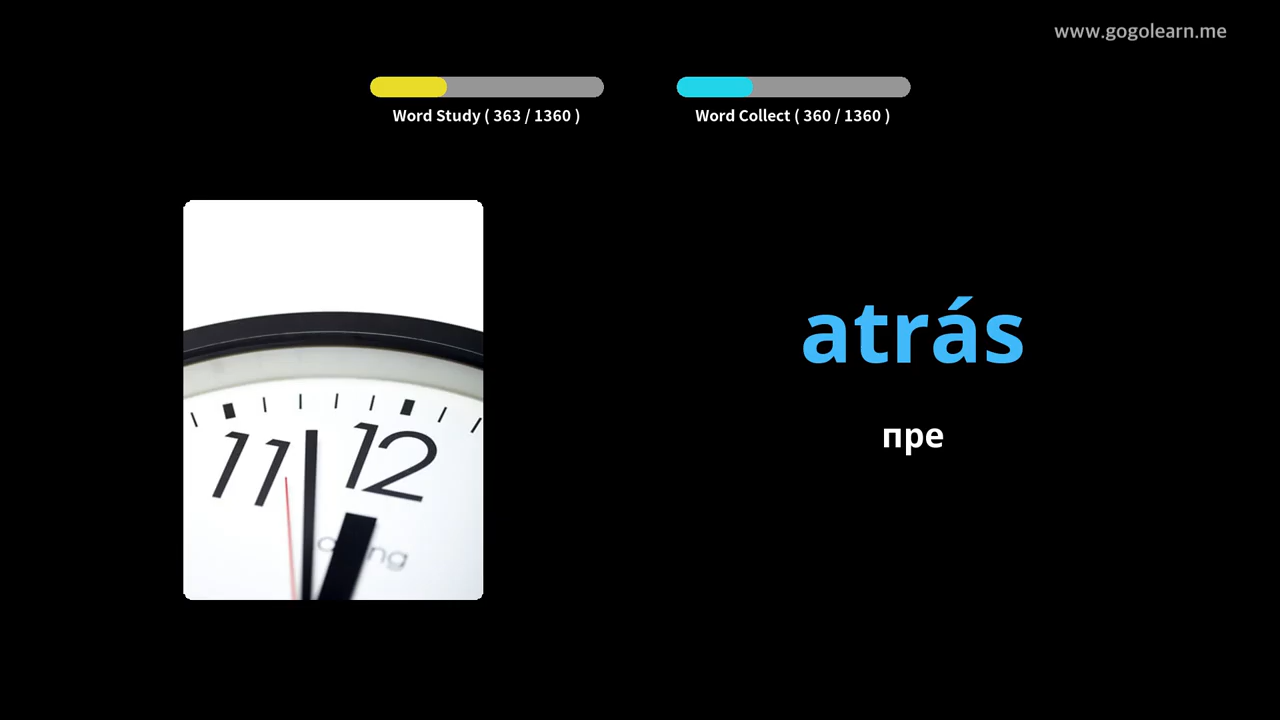 www.gogolearn.me
Word Study ( 363 / 1360 )
Word Collect ( 360 / 1360 )
11
12
atrás
пре